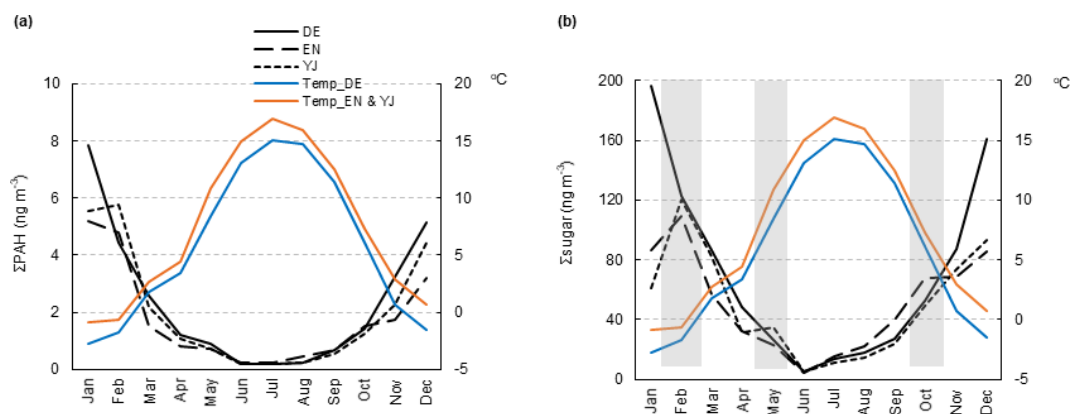 (a)
DE
EN
YJ
Temp_DE
Temp_EN & YJ
ΣPAH (ng m⁻³)
10
8
6
4
2
0
20
15
10
5
0
-5
°C
Jan Feb Mar Apr May Jun Jul Aug Sep Oct Nov Dec
(b)
Σsugar (ng m⁻³)
200
160
120
80
40
0
20
15
10
5
0
-5
°C
Jan Feb Mar Apr May Jun Jul Aug Sep Oct Nov Dec